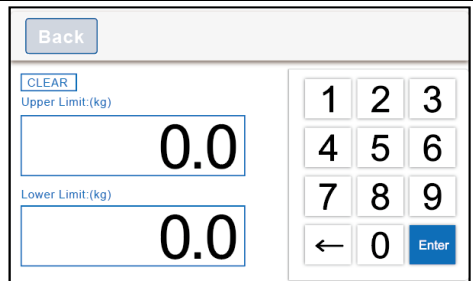 Back
CLEAR
Upper Limit:(kg)
0.0
Lower Limit:(kg)
0.0
1 2 3
4 5 6
7 8 9
← 0 Enter